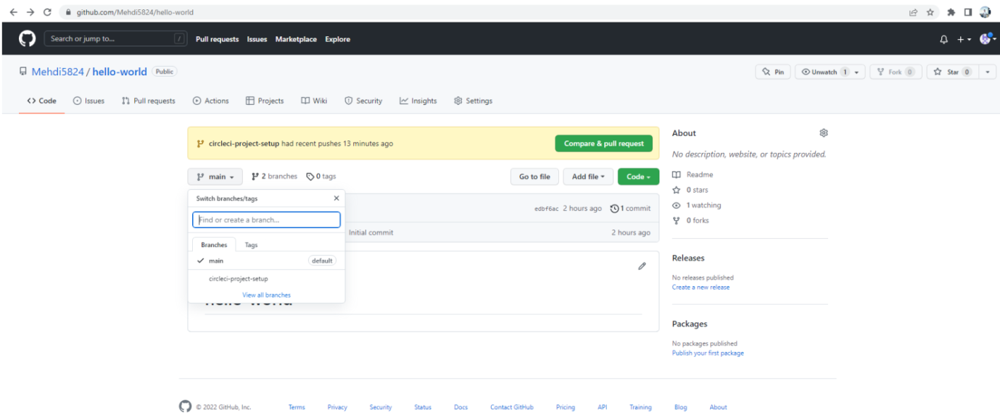 github.com/Mehdi5824/hello-world
Search or jump to... / Pull requests Issues Marketplace Explore
Mehdi5824 / hello-world Public
Pin Unwatch 1 Fork 0 Star 0
<> Code Issues Pull requests Actions Projects Wiki Security Insights Settings
circleci-project-setup had recent pushes 13 minutes ago Compare & pull request
main 2 branches 0 tags Go to file Add file Code
Switch branches/tags
Find or create a branch...
Branches Tags
main default
circleci-project-setup
View all branches
edbf6ac 2 hours ago 1 commit
Initial commit 2 hours ago
hello-world
About
No description, website, or topics provided.
Readme
0 stars
1 watching
0 forks
Releases
No releases published
Create a new release
Packages
No packages published
Publish your first package
© 2022 GitHub, Inc. Terms Privacy Security Status Docs Contact GitHub Pricing API Training Blog About